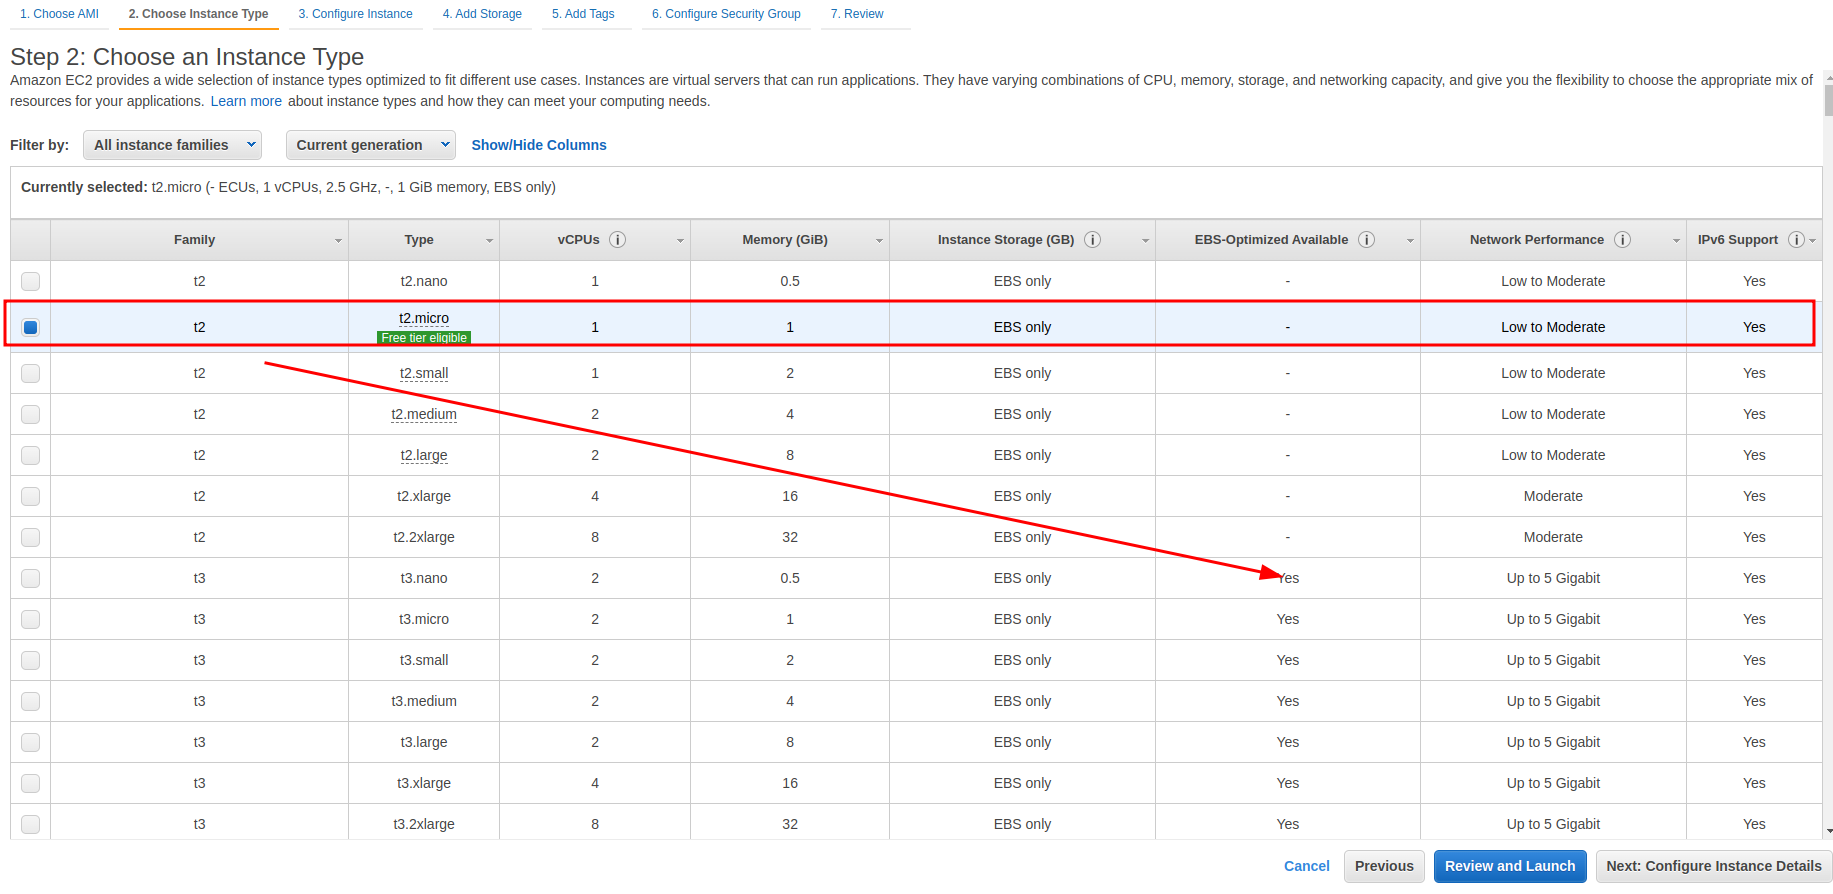 1. Choose AMI 2. Choose Instance Type 3. Configure Instance 4. Add Storage 5. Add Tags 6. Configure Security Group 7. Review
Step 2: Choose an Instance Type
Amazon EC2 provides a wide selection of instance types optimized to fit different use cases. Instances are virtual servers that can run applications. They have varying combinations of CPU, memory, storage, and networking capacity, and give you the flexibility to choose the appropriate mix of
resources for your applications. Learn more about instance types and how they can meet your computing needs.
Filter by: All instance families Current generation Show/Hide Columns
Currently selected: t2.micro (- ECUs, 1 vCPUs, 2.5 GHz, -, 1 GiB memory, EBS only)
Family Type vCPUs i Memory (GiB) Instance Storage (GB) i EBS-Optimized Available i Network Performance i IPv6 Support i
t2 t2.nano 1 0.5 EBS only - Low to Moderate Yes
t2 t2.micro 1 1 EBS only - Low to Moderate Yes
Free tier eligible
t2 t2.small 1 2 EBS only - Low to Moderate Yes
t2 t2.medium 2 4 EBS only - Low to Moderate Yes
t2 t2.large 2 8 EBS only - Low to Moderate Yes
t2 t2.xlarge 4 16 EBS only - Moderate Yes
t2 t2.2xlarge 8 32 EBS only - Moderate Yes
t3 t3.nano 2 0.5 EBS only Yes Up to 5 Gigabit Yes
t3 t3.micro 2 1 EBS only Yes Up to 5 Gigabit Yes
t3 t3.small 2 2 EBS only Yes Up to 5 Gigabit Yes
t3 t3.medium 2 4 EBS only Yes Up to 5 Gigabit Yes
t3 t3.large 2 8 EBS only Yes Up to 5 Gigabit Yes
t3 t3.xlarge 4 16 EBS only Yes Up to 5 Gigabit Yes
t3 t3.2xlarge 8 32 EBS only Yes Up to 5 Gigabit Yes
Cancel Previous Review and Launch Next: Configure Instance Details